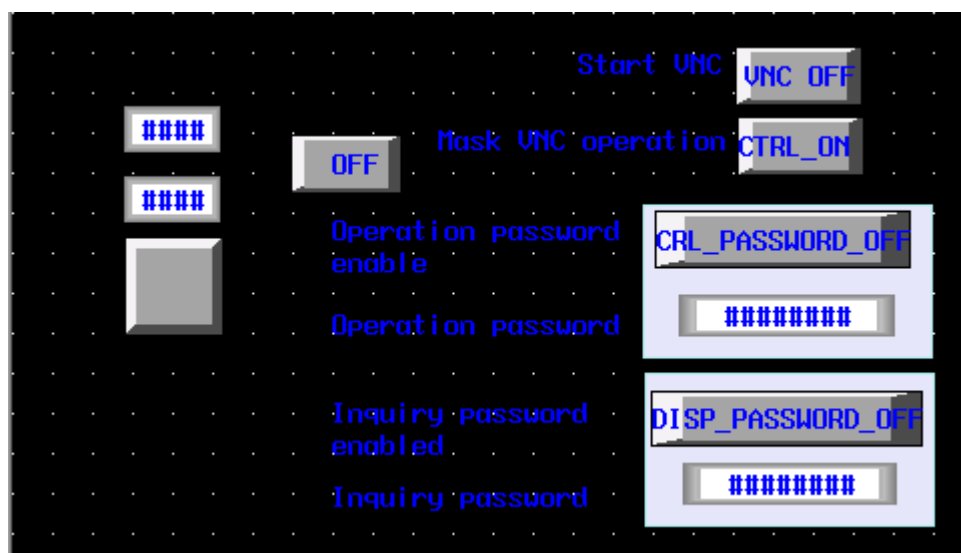 Start VNC
VNC OFF
####
Mask VNC operation
CTRL_ON
OFF
####
Operation password
enable
CRL_PASSWORD_OFF
Operation password
########
Inquiry password
enabled
DISP_PASSWORD_OFF
Inquiry password
########